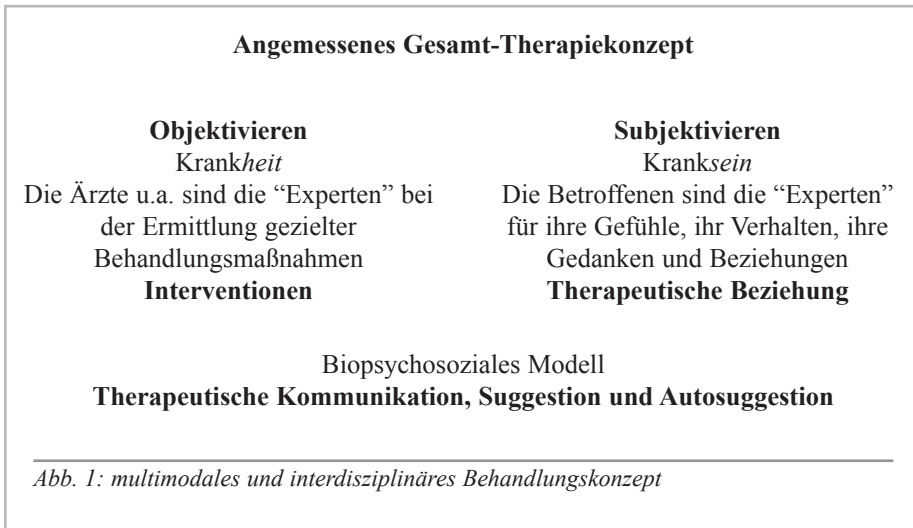 Angemessenes Gesamt-Therapiekonzept
Objektivieren
Krankheit
Die Ärzte u.a. sind die “Experten” bei
der Ermittlung gezielter
Behandlungsmaßnahmen
Interventionen
Subjektivieren
Kranksein
Die Betroffenen sind die “Experten”
für ihre Gefühle, ihr Verhalten, ihre
Gedanken und Beziehungen
Therapeutische Beziehung
Biopsychosoziales Modell
Therapeutische Kommunikation, Suggestion und Autosuggestion
Abb. 1: multimodales und interdisziplinäres Behandlungskonzept